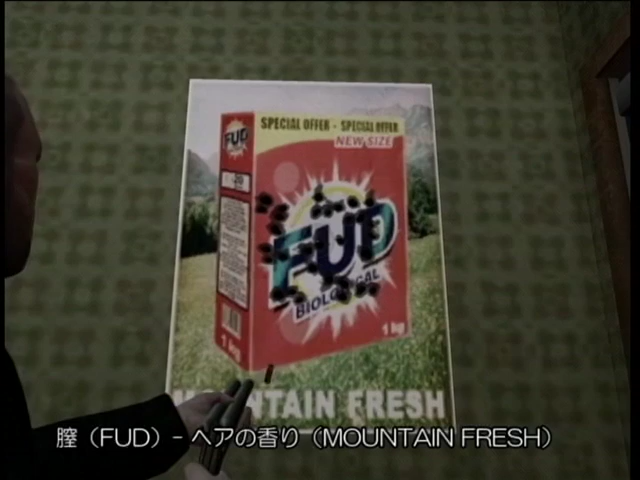 SPECIAL OFFER - SPECIAL OFFER
NEW SIZE
FUD
FUD
BIOLOGICAL
1 kg
1 kg
MOUNTAIN FRESH
膣（FUD）- ヘアの香り（MOUNTAIN FRESH）